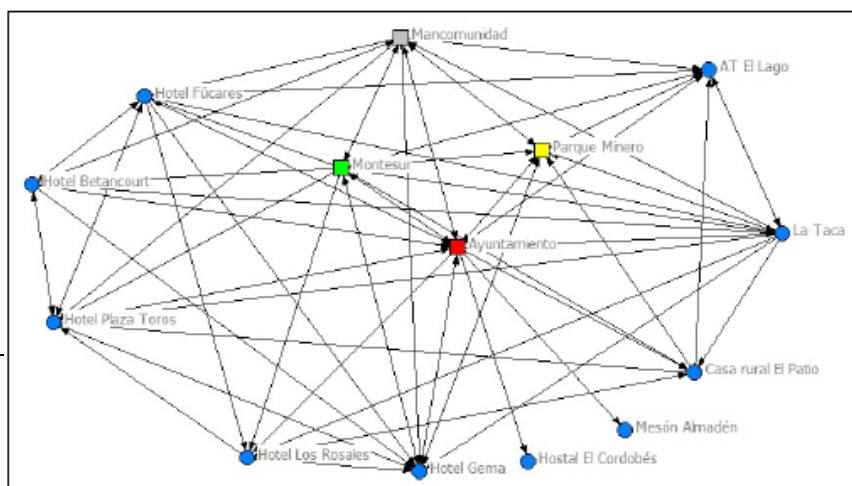 Mancomunidad
AT El Lago
Hotel Fúcares
Parque Minero
Montesur
Hotel Betancourt
La Taca
Ayuntamiento
Hotel Plaza Toros
Casa rural El Patio
Mesón Almadén
Hotel Los Rosales
Hostal El Cordobés
Hotel Gema